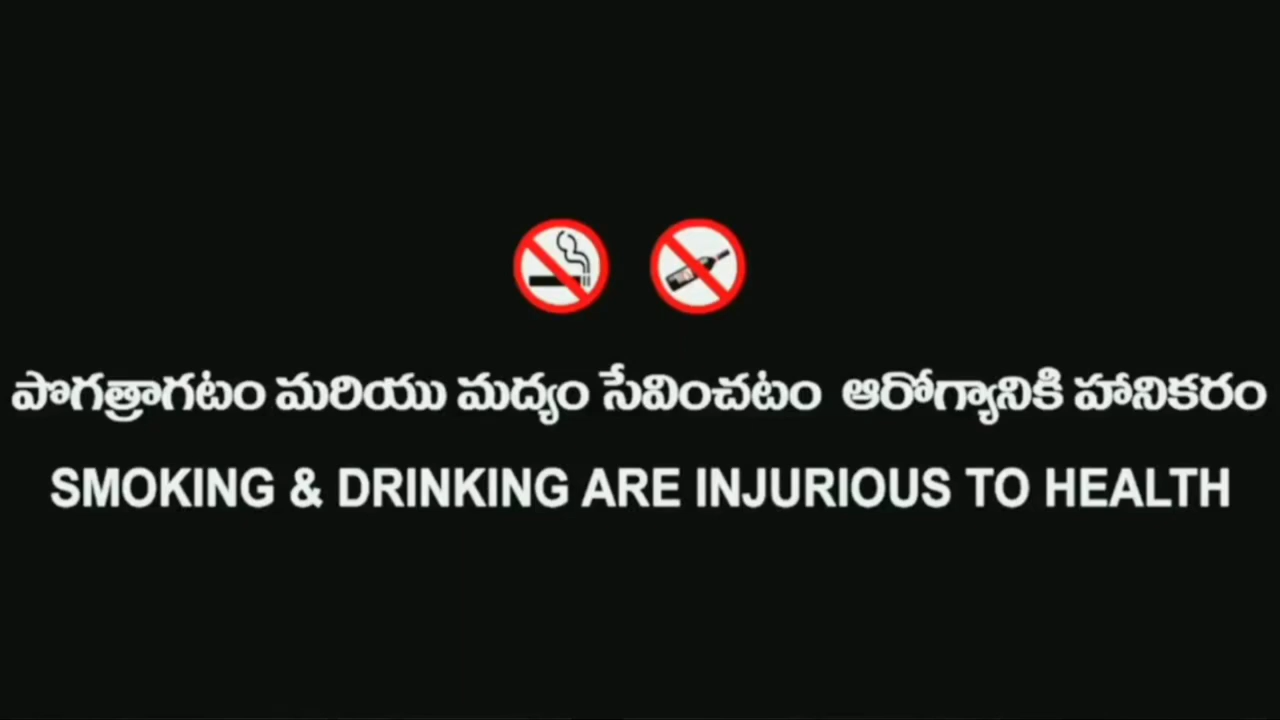 పొగత్రాగటం మరియు మద్యం సేవించటం ఆరోగ్యానికి హానికరం
SMOKING & DRINKING ARE INJURIOUS TO HEALTH